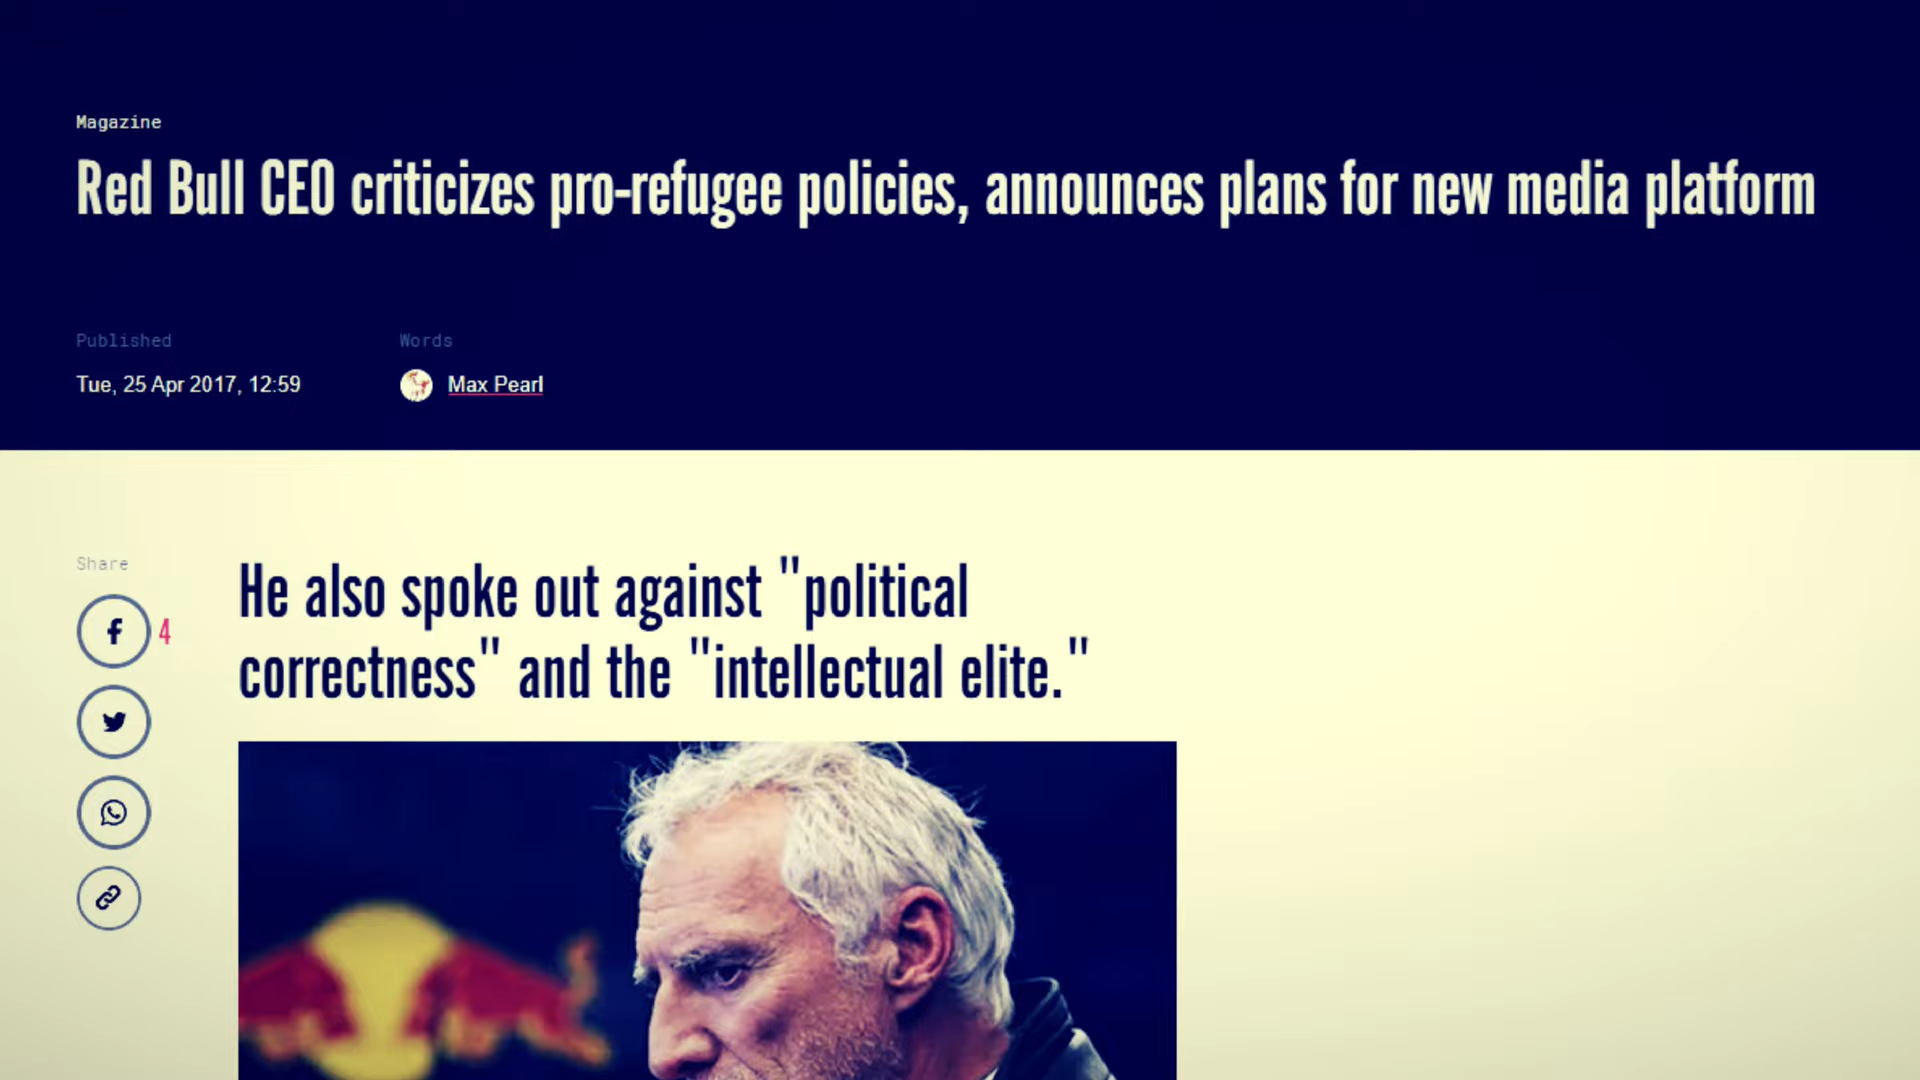 Magazine
Red Bull CEO criticizes pro-refugee policies, announces plans for new media platform
Published
Words
Tue, 25 Apr 2017, 12:59
Max Pearl
Share
4
He also spoke out against "political
correctness" and the "intellectual elite."